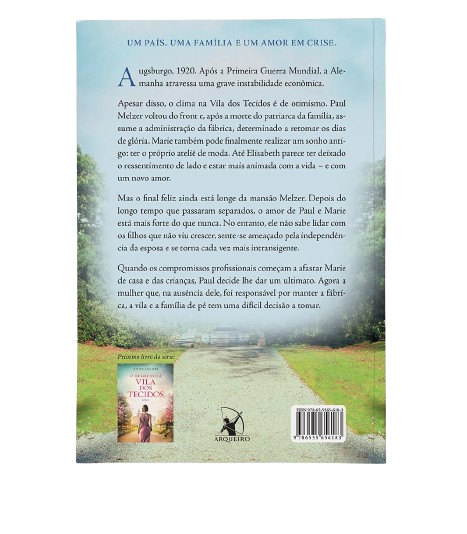 UM PAÍS. UMA FAMÍLIA E UM AMOR EM CRISE.
Augsburgo, 1920. Após a Primeira Guerra Mundial, a Ale-
manha atravessa uma grave instabilidade econômica.
Apesar disso, o clima na Vila dos Tecidos é de otimismo. Paul
Melzer voltou do front e, após a morte do patriarca da família, as-
sume a administração da fábrica, determinado a retomar os dias
de glória. Marie também pode finalmente realizar um sonho anti-
go: ter o próprio ateliê de moda. Até Elisabeth parece ter deixado
o ressentimento de lado e estar mais animada com a vida – e com
um novo amor.
Mas o final feliz ainda está longe da mansão Melzer. Depois do
longo tempo que passaram separados, o amor de Paul e Marie
está mais forte do que nunca. No entanto, ele não sabe lidar com
os filhos que não viu crescer, sente-se ameaçado pela independên-
cia da esposa e se torna cada vez mais intransigente.
Quando os compromissos profissionais começam a afastar Marie
de casa e das crianças, Paul decide lhe dar um ultimato. Agora a
mulher que, na ausência dele, foi responsável por manter a fábri-
ca, a vila e a família de pé tem uma difícil decisão a tomar.
Próximo livro da série:
ANNE JACOBS
VILA
DOS
TECIDOS
ARQUEIRO